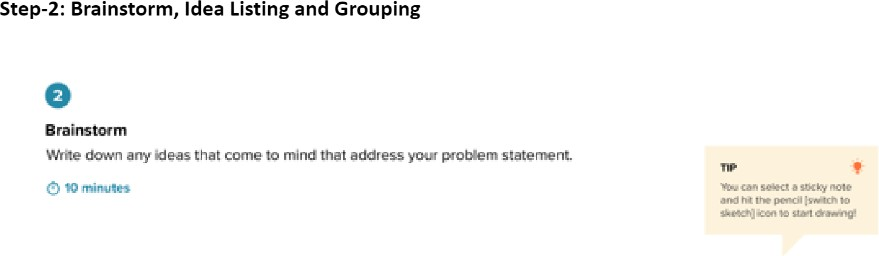 Step-2: Brainstorm, Idea Listing and Grouping
2
Brainstorm
Write down any ideas that come to mind that address your problem statement.
10 minutes
TIP
You can select a sticky note
and hit the pencil [switch to
sketch] icon to start drawing!